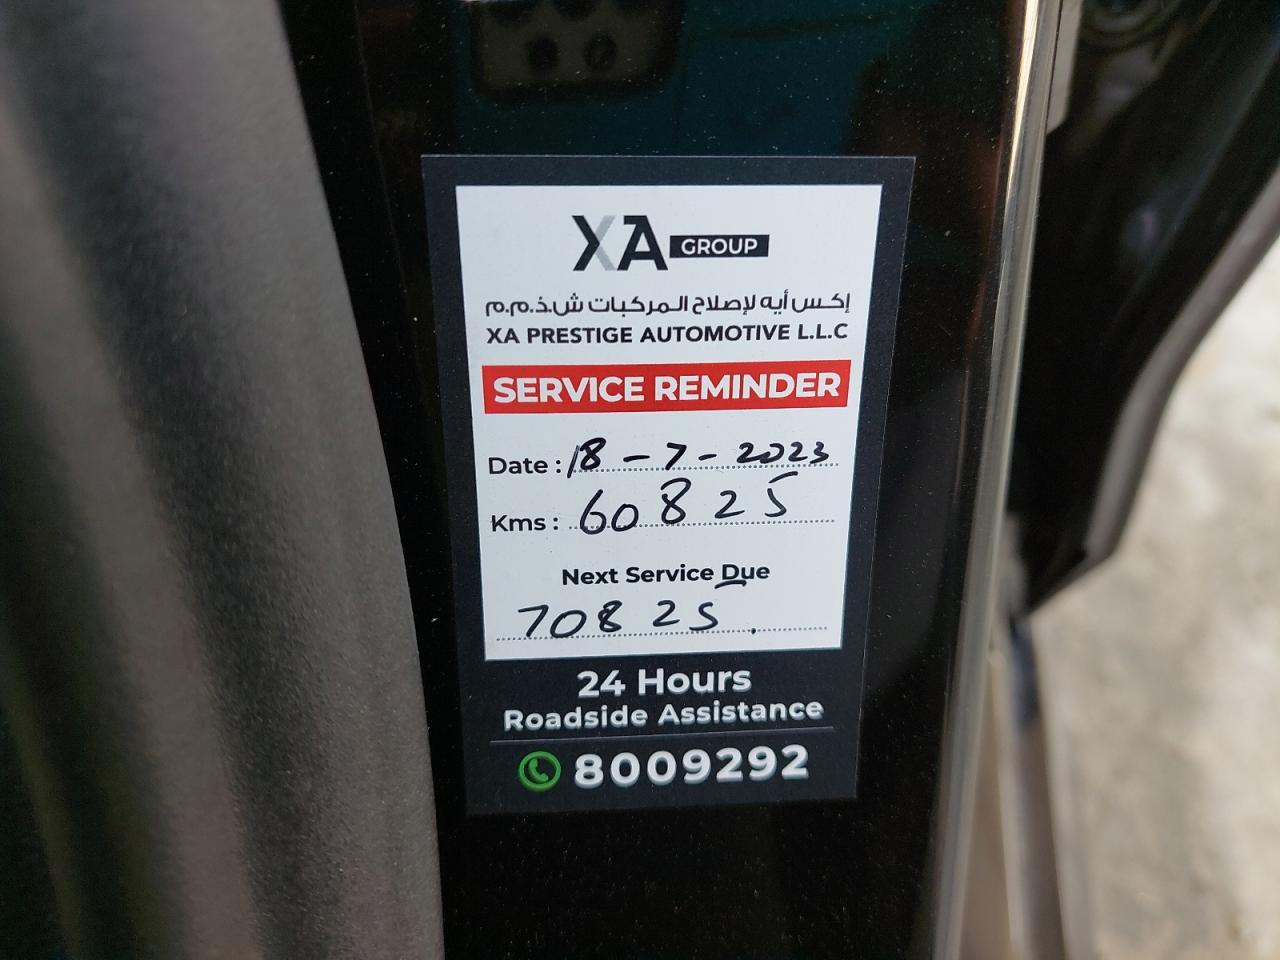 XA GROUP
إكس أيه لإصلاح المركبات ش.ذ.م.م
XA PRESTIGE AUTOMOTIVE L.L.C
SERVICE REMINDER
Date : 18 - 7 - 2023
Kms : 60825
Next Service Due
70825.
24 Hours
Roadside Assistance
8009292